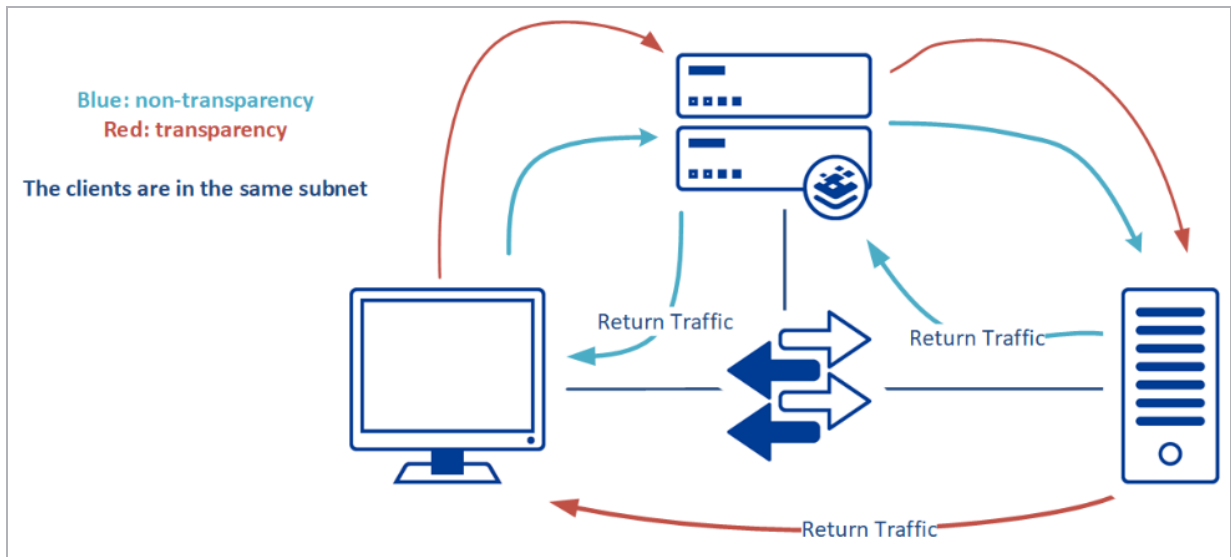 Blue: non-transparency
Red: transparency
The clients are in the same subnet
Return Traffic
Return Traffic
Return Traffic